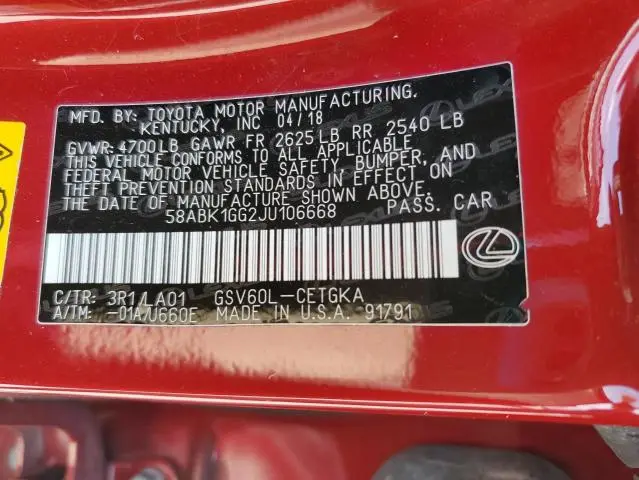 MFD. BY: TOYOTA MOTOR MANUFACTURING.
KENTUCKY, INC 04/18
GVWR: 4700LB GAWR FR 2625LB RR 2540 LB
THIS VEHICLE CONFORMS TO ALL APPLICABLE
FEDERAL MOTOR VEHICLE SAFETY, BUMPER, AND
THEFT PREVENTION STANDARDS IN EFFECT ON
THE DATE OF MANUFACTURE SHOWN ABOVE.
58ABK1GG2JU106668 PASS. CAR
C/TR: 3R1/LA01 GSV60L-CETGKA
A/TM: -01A/U660E MADE IN U.S.A. 91791